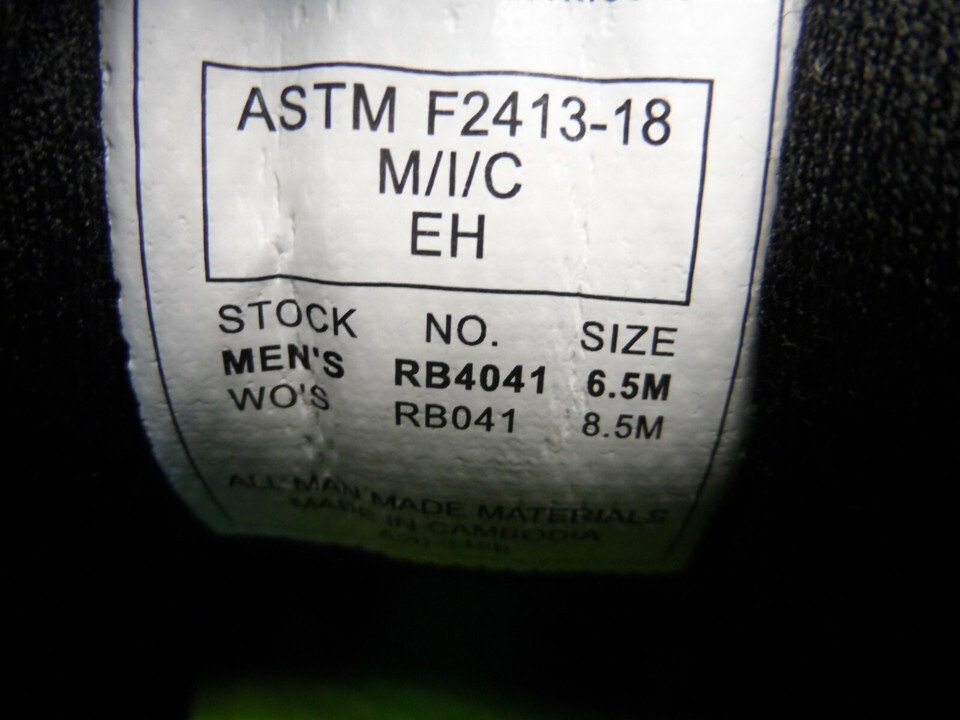 ASTM F2413-18
M/I/C
EH
STOCK NO. SIZE
MEN'S RB4041 6.5M
WO'S RB041 8.5M
ALL MAN MADE MATERIALS
MADE IN CAMBODIA